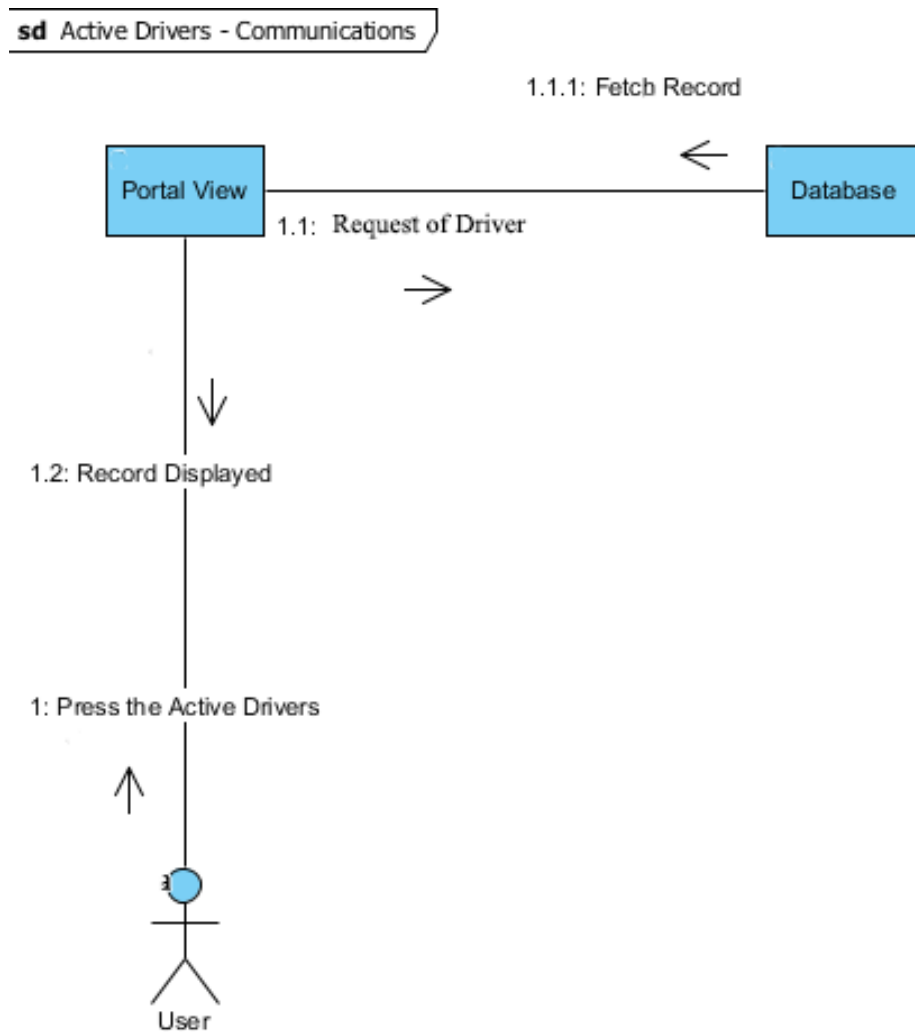 sd Active Drivers - Communications
1.1.1: Fetch Record
Portal View
Database
1.1: Request of Driver
1.2: Record Displayed
1: Press the Active Drivers
User